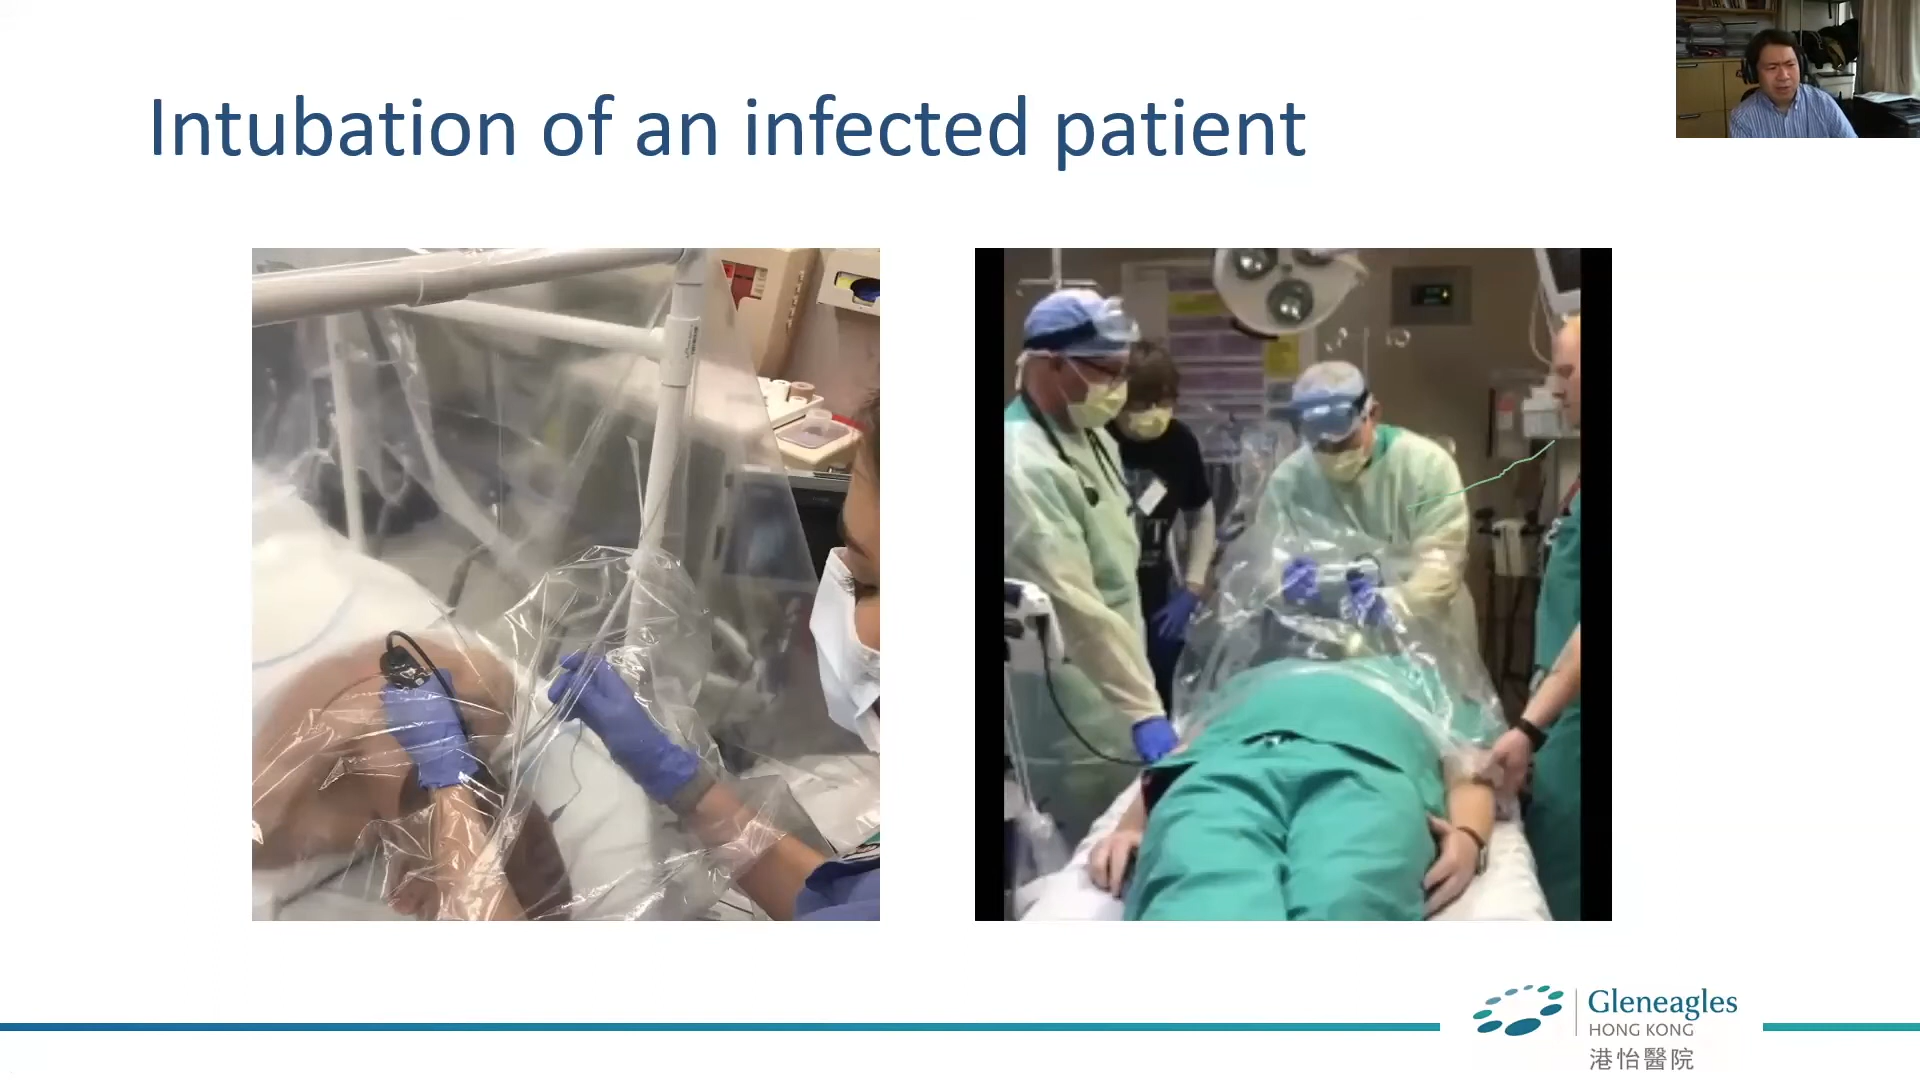 Intubation of an infected patient
Gleneagles
HONG KONG
港怡醫院